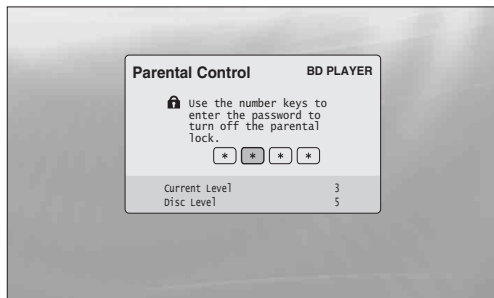 Parental Control BD PLAYER
Use the number keys to
enter the password to
turn off the parental
lock.
* * * *
Current Level 3
Disc Level 5